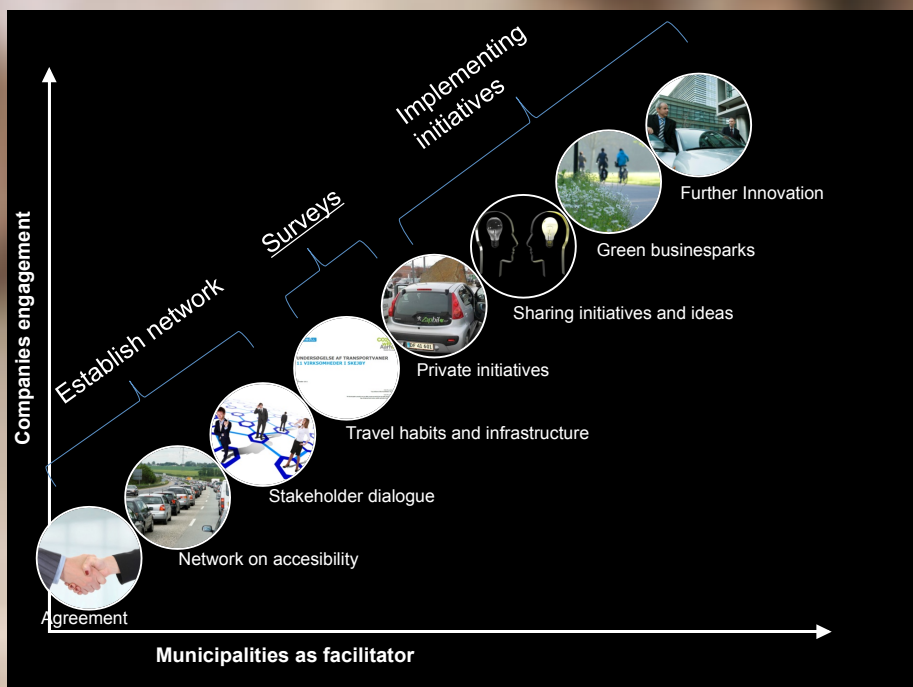 Implementing
initiatives
Surveys
Establish network
Companies engagement
Further Innovation
Green businesparks
Sharing initiatives and ideas
Private initiatives
UNDERSØGELSE AF TRANSPORTVANER
11 VIRKSOMHEDER I SKEJBY
Travel habits and infrastructure
Stakeholder dialogue
Network on accesibility
Agreement
Municipalities as facilitator